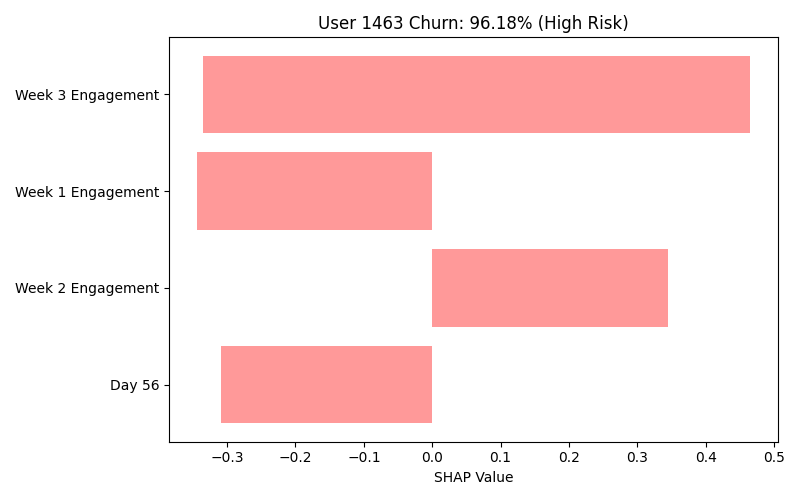 User 1463 Churn: 96.18% (High Risk)
Week 3 Engagement
Week 1 Engagement
Week 2 Engagement
Day 56
−0.3 −0.2 −0.1 0.0 0.1 0.2 0.3 0.4 0.5
SHAP Value